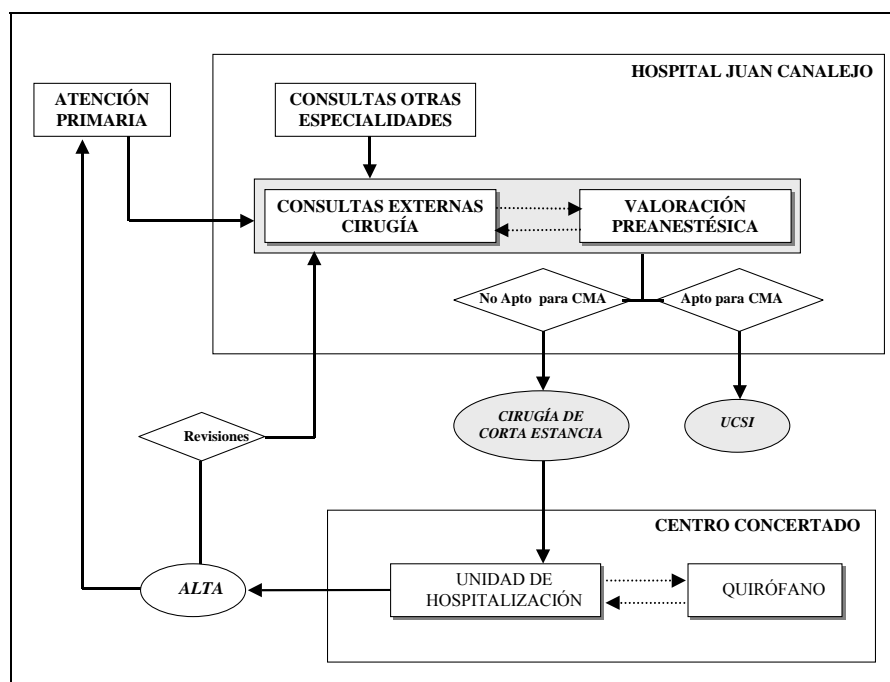 HOSPITAL JUAN CANALEJO
ATENCIÓN
PRIMARIA
CONSULTAS OTRAS
ESPECIALIDADES
CONSULTAS EXTERNAS
CIRUGÍA
VALORACIÓN
PREANESTÉSICA
No Apto para CMA
Apto para CMA
CIRUGÍA DE
CORTA ESTANCIA
UCSI
Revisiones
CENTRO CONCERTADO
ALTA
UNIDAD DE
HOSPITALIZACIÓN
QUIRÓFANO